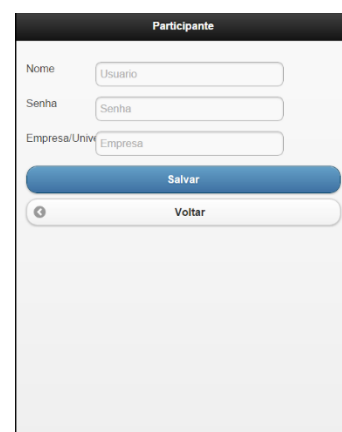 Participante
Nome Usuario
Senha Senha
Empresa/Unive Empresa
Salvar
Voltar